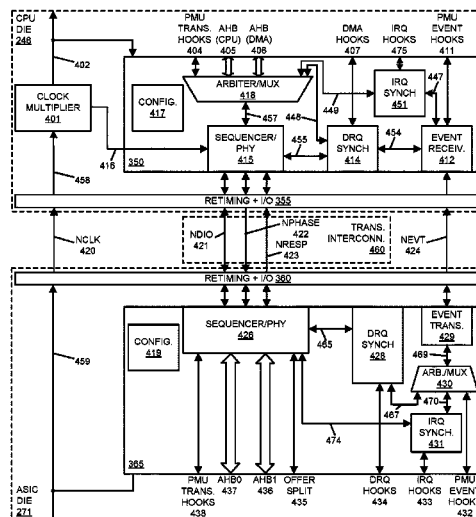 CPU
DIE
246
402
PMU
TRANS.
HOOKS
404
AHB
(CPU)
405
AHB
(DMA)
406
DMA
HOOKS
407
IRQ
HOOKS
475
PMU
EVENT
HOOKS
411
CLOCK
MULTIPLIER
401
CONFIG.
417
ARBITER/MUX
418
449
IRQ
SYNCH
451
447
448
457
416
350
SEQUENCER/
PHY
415
455
DRQ
SYNCH
414
454
EVENT
RECEIV.
412
458
RETIMING + I/O 355
NCLK
420
NDIO
421
NPHASE
422
NRESP
423
TRANS.
INTERCONN.
460
NEVT
424
RETIMING + I/O 360
459
CONFIG.
419
SEQUENCER/PHY
426
465
DRQ
SYNCH
428
EVENT
TRANS.
429
469
ARB./MUX
430
470
467
474
IRQ
SYNCH.
431
365
ASIC
DIE
271
PMU
TRANS.
HOOKS
438
AHB0
437
AHB1
436
OFFER
SPLIT
435
DRQ
HOOKS
434
IRQ
HOOKS
433
PMU
EVENT
HOOKS
432